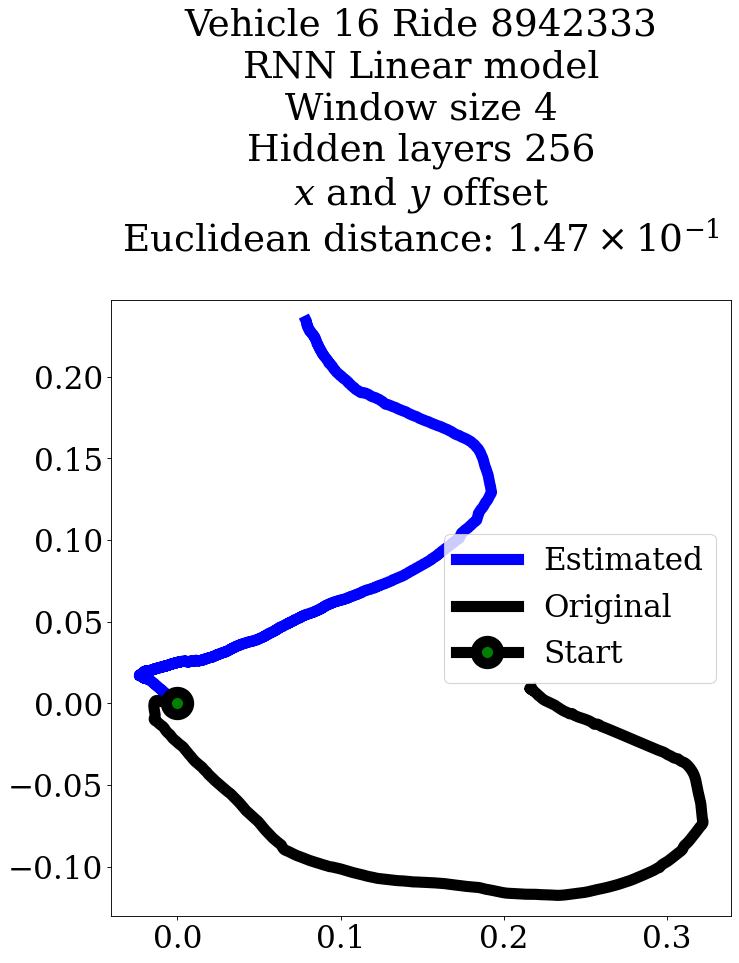 Vehicle 16 Ride 8942333
RNN Linear model
Window size 4
Hidden layers 256
x and y offset
Euclidean distance: 1.47 × 10⁻¹
0.20
0.15
0.10
0.05
0.00
−0.05
−0.10
Estimated
Original
Start
0.0 0.1 0.2 0.3